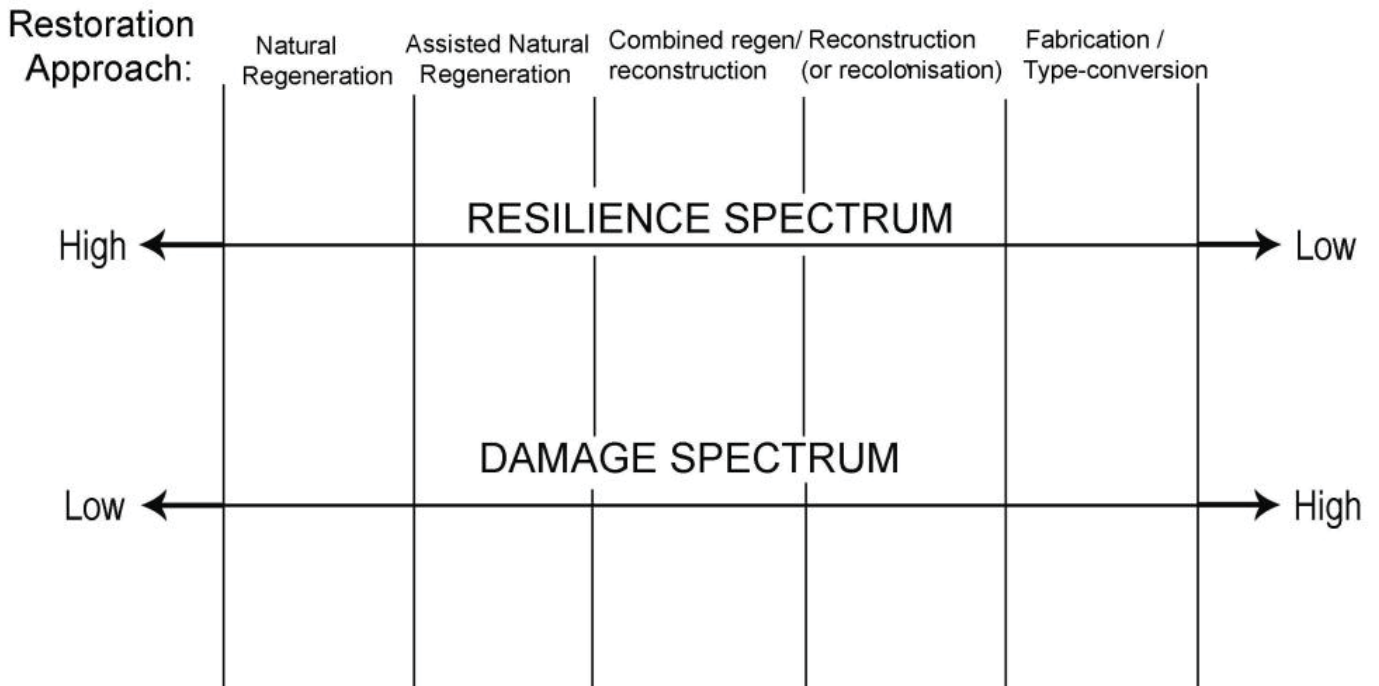 Restoration
Approach:
Natural
Regeneration
Assisted Natural
Regeneration
Combined regen/
reconstruction
Reconstruction
(or recolonisation)
Fabrication /
Type-conversion
RESILIENCE SPECTRUM
High
Low
DAMAGE SPECTRUM
Low
High